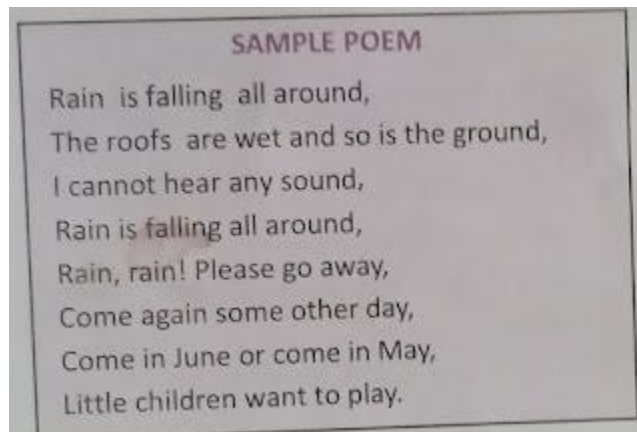 SAMPLE POEM
Rain is falling all around,
The roofs are wet and so is the ground,
I cannot hear any sound,
Rain is falling all around,
Rain, rain! Please go away,
Come again some other day,
Come in June or come in May,
Little children want to play.